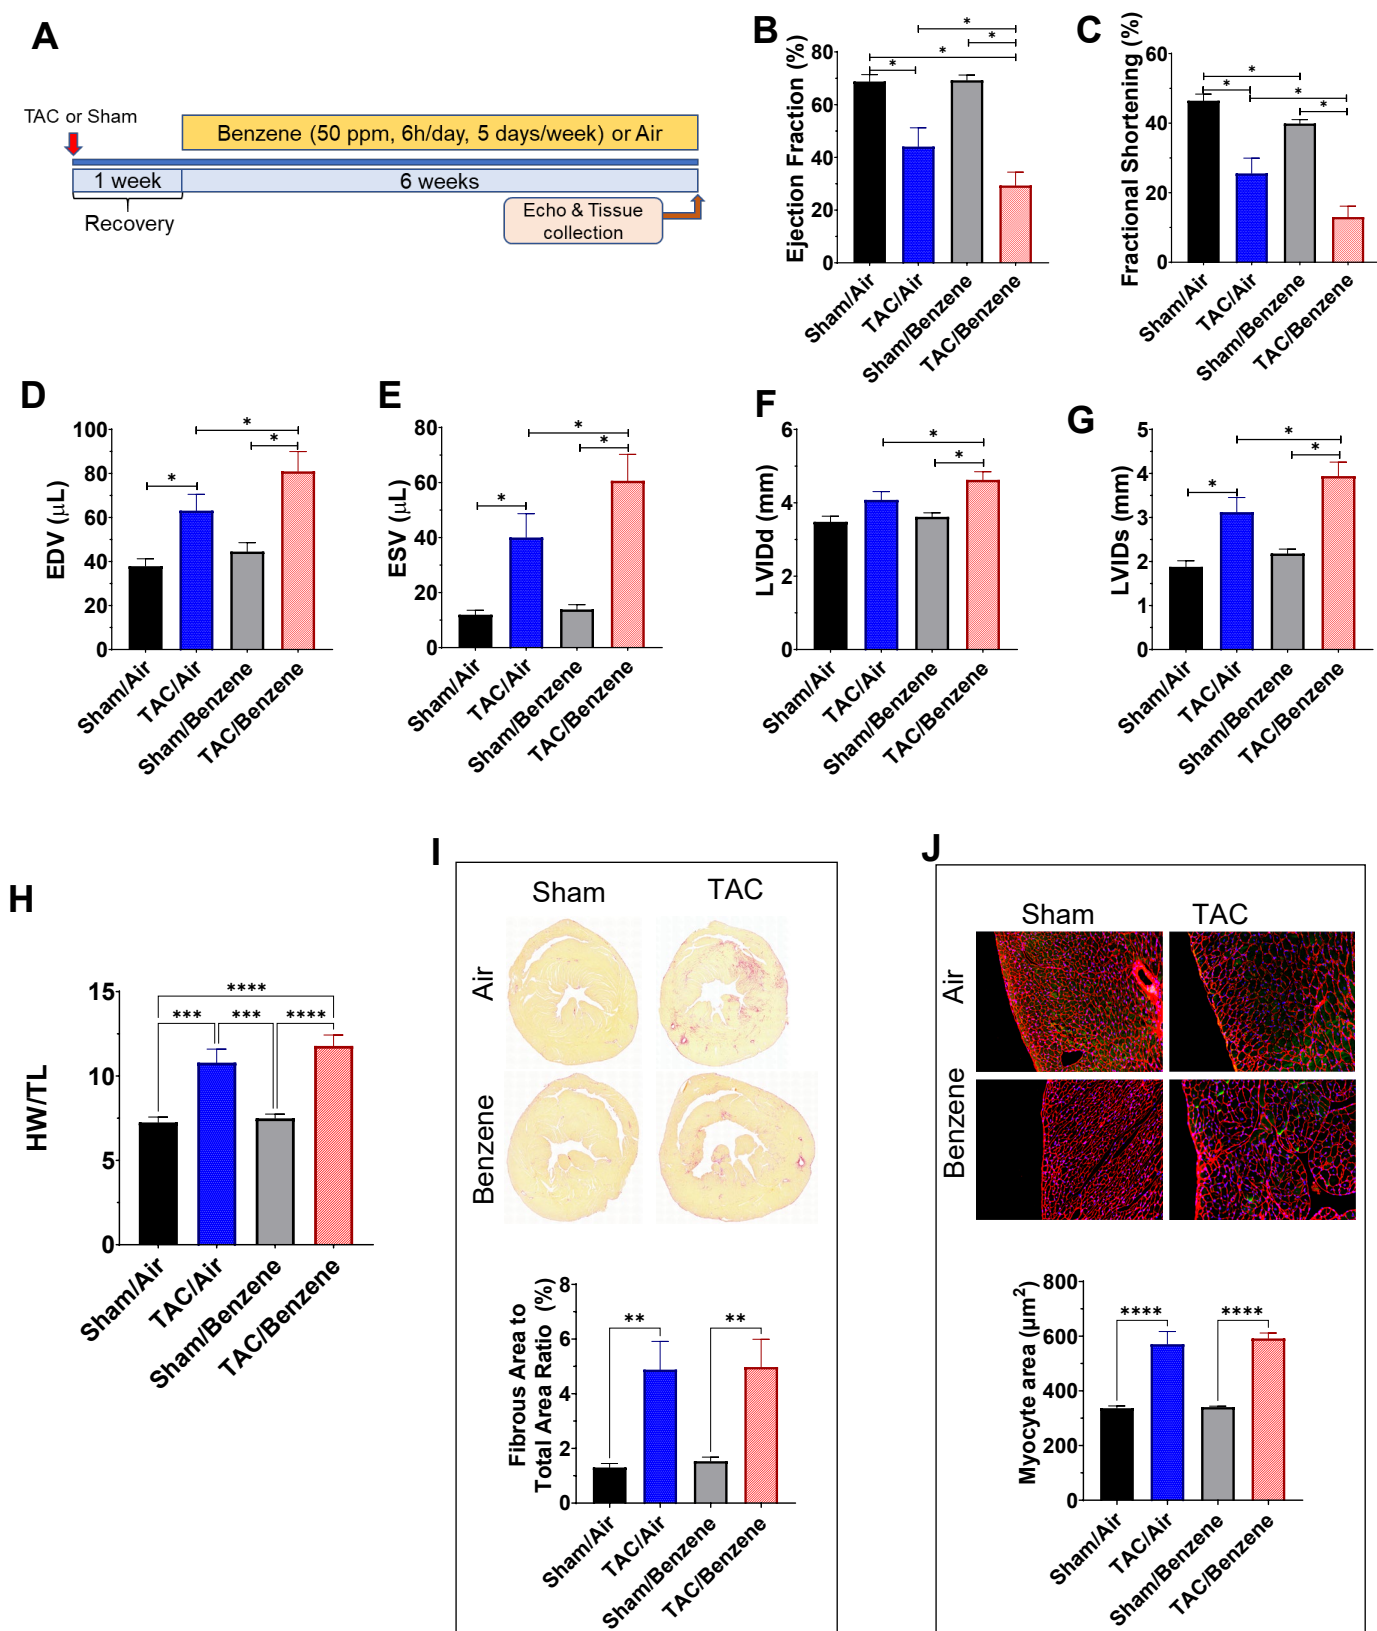 A
TAC or Sham
Benzene (50 ppm, 6h/day, 5 days/week) or Air
1 week
6 weeks
Recovery
Echo & Tissue
collection
B
Ejection Fraction (%)
80
60
40
20
0
*
*
*
*
Sham/Air
TAC/Air
Sham/Benzene
TAC/Benzene
C
Fractional Shortening (%)
60
40
20
0
*
*
*
*
Sham/Air
TAC/Air
Sham/Benzene
TAC/Benzene
D
EDV (μL)
100
80
60
40
20
0
*
*
*
Sham/Air
TAC/Air
Sham/Benzene
TAC/Benzene
E
ESV (μL)
80
60
40
20
0
*
*
*
Sham/Air
TAC/Air
Sham/Benzene
TAC/Benzene
F
LVIDd (mm)
6
4
2
0
*
*
Sham/Air
TAC/Air
Sham/Benzene
TAC/Benzene
G
LVIDs (mm)
5
4
3
2
1
0
*
*
*
Sham/Air
TAC/Air
Sham/Benzene
TAC/Benzene
H
HW/TL
15
10
5
0
****
*** *** ****
Sham/Air
TAC/Air
Sham/Benzene
TAC/Benzene
I
Sham TAC
Air
Benzene
Fibrous Area to
Total Area Ratio (%)
8
6
4
2
0
** **
Sham/Air
TAC/Air
Sham/Benzene
TAC/Benzene
J
Sham TAC
Air
Benzene
Myocyte area (μm²)
800
600
400
200
0
**** ****
Sham/Air
TAC/Air
Sham/Benzene
TAC/Benzene